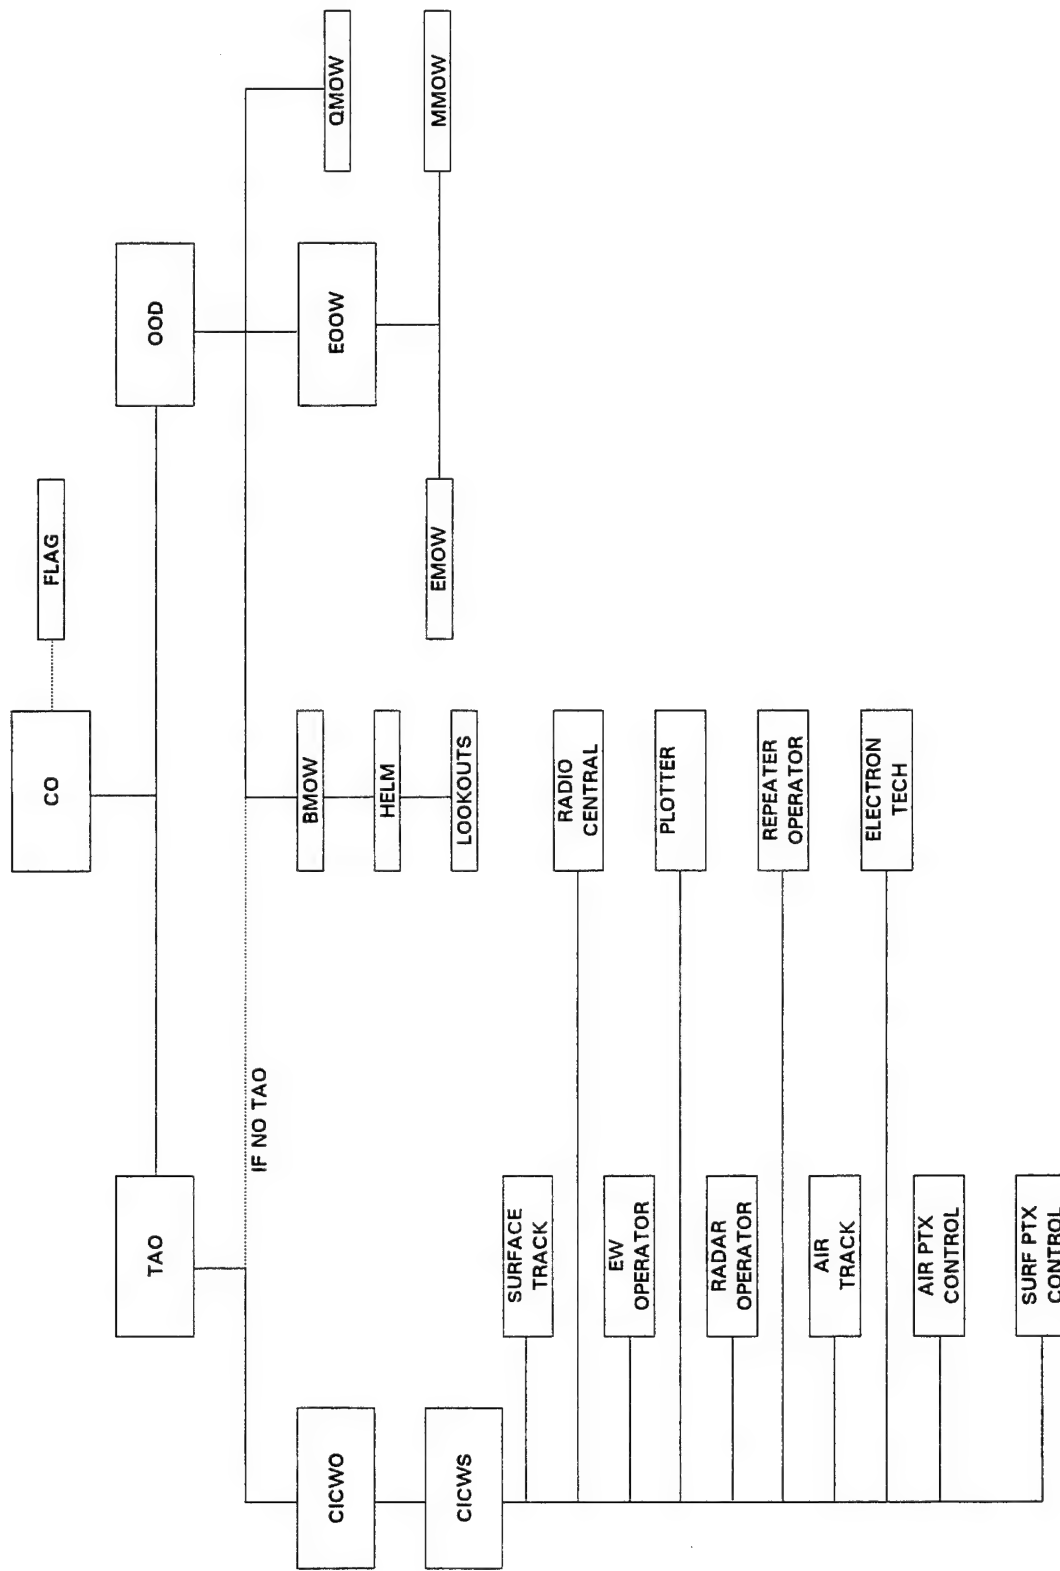 CO
FLAG
TAO
OOD
IF NO TAO
CICWO
BMOW
EOOW
QMOW
HELM
CICWS
LOOKOUTS
EMOW
MMOW
SURFACE
TRACK
RADIO
CENTRAL
EW
OPERATOR
PLOTTER
RADAR
OPERATOR
REPEATER
OPERATOR
AIR
TRACK
ELECTRON
TECH
AIR PTX
CONTROL
SURF PTX
CONTROL